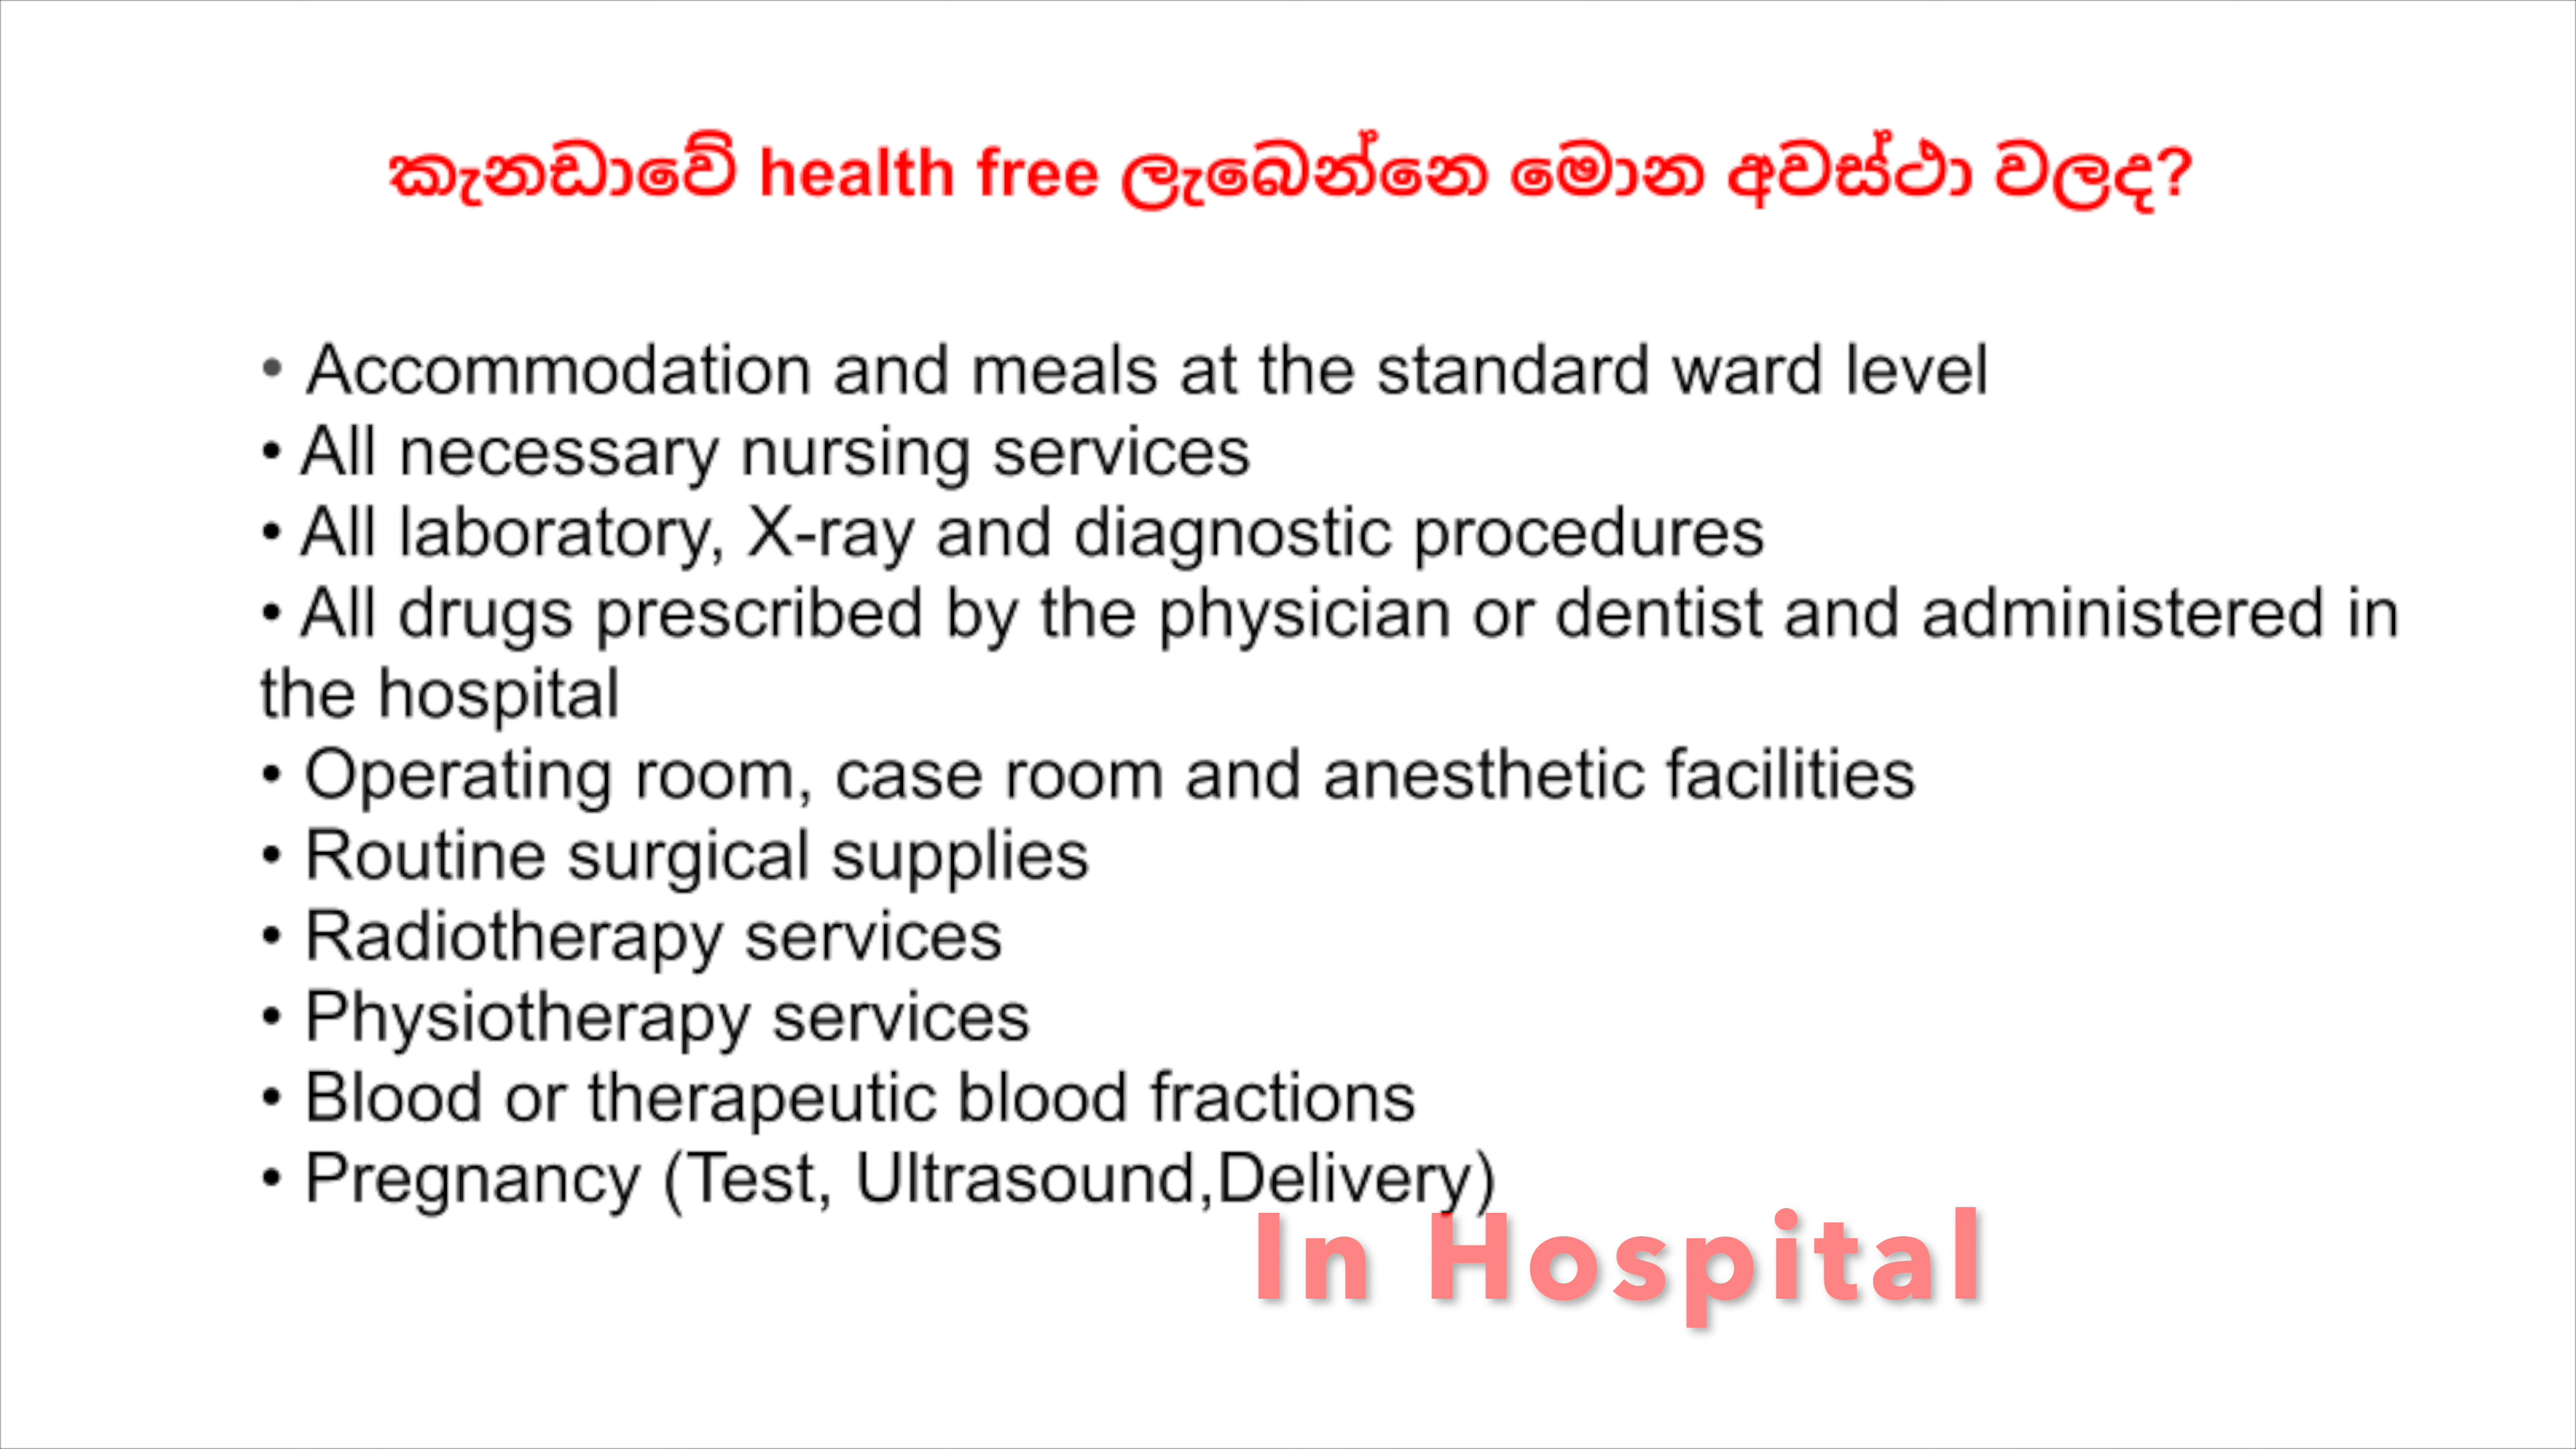 කැනඩාවේ health free ලැබෙන්නෙ මොන අවස්ථා වලද?
• Accommodation and meals at the standard ward level
• All necessary nursing services
• All laboratory, X-ray and diagnostic procedures
• All drugs prescribed by the physician or dentist and administered in
the hospital
• Operating room, case room and anesthetic facilities
• Routine surgical supplies
• Radiotherapy services
• Physiotherapy services
• Blood or therapeutic blood fractions
• Pregnancy (Test, Ultrasound,Delivery)
In Hospital